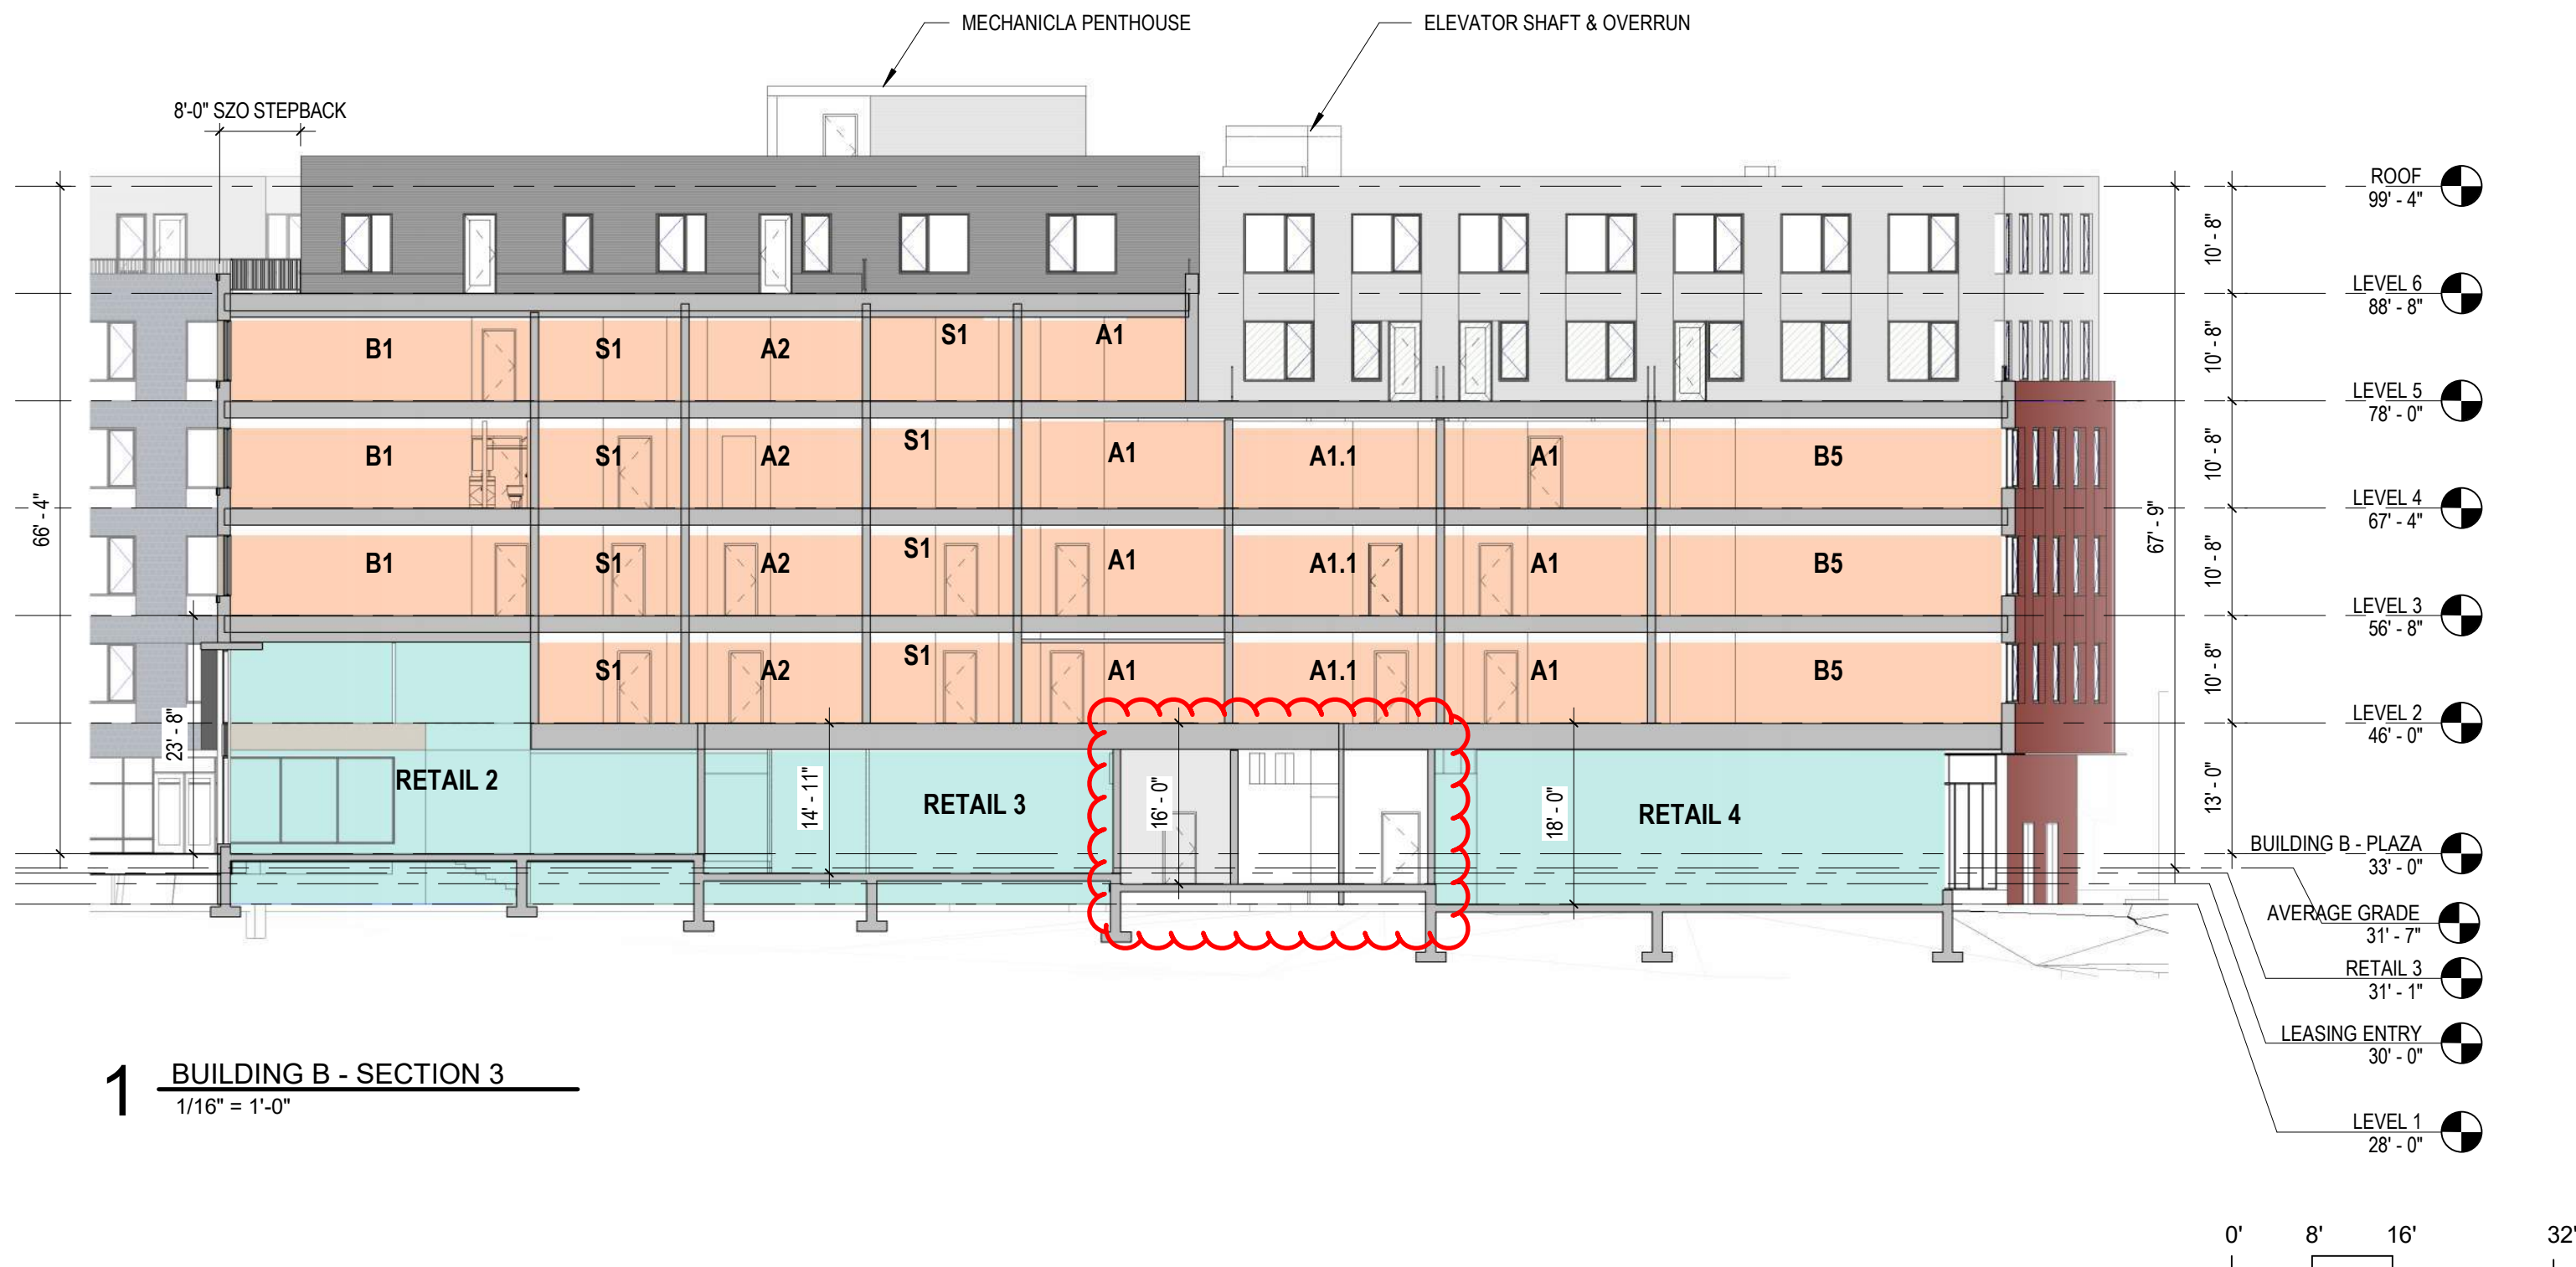 MECHANICLA PENTHOUSE
ELEVATOR SHAFT & OVERRUN
8'-0" SZO STEPBACK
ROOF
99' - 4"
10' - 8"
LEVEL 6
88' - 8"
B1 S1 A2 S1 A1
10' - 8"
LEVEL 5
78' - 0"
B1 S1 A2 S1 A1 A1.1 A1 B5
10' - 8"
LEVEL 4
67' - 4"
66' - 4"
67' - 9"
B1 S1 A2 S1 A1 A1.1 A1 B5
10' - 8"
LEVEL 3
56' - 8"
S1 A2 S1 A1 A1.1 A1 B5
10' - 8"
LEVEL 2
46' - 0"
23' - 8"
RETAIL 2
14' - 11"
RETAIL 3
16' - 0"
18' - 0"
RETAIL 4
13' - 0"
BUILDING B - PLAZA
33' - 0"
AVERAGE GRADE
31' - 7"
RETAIL 3
31' - 1"
LEASING ENTRY
30' - 0"
LEVEL 1
28' - 0"
1 BUILDING B - SECTION 3
1/16" = 1'-0"
0' 8' 16' 32'